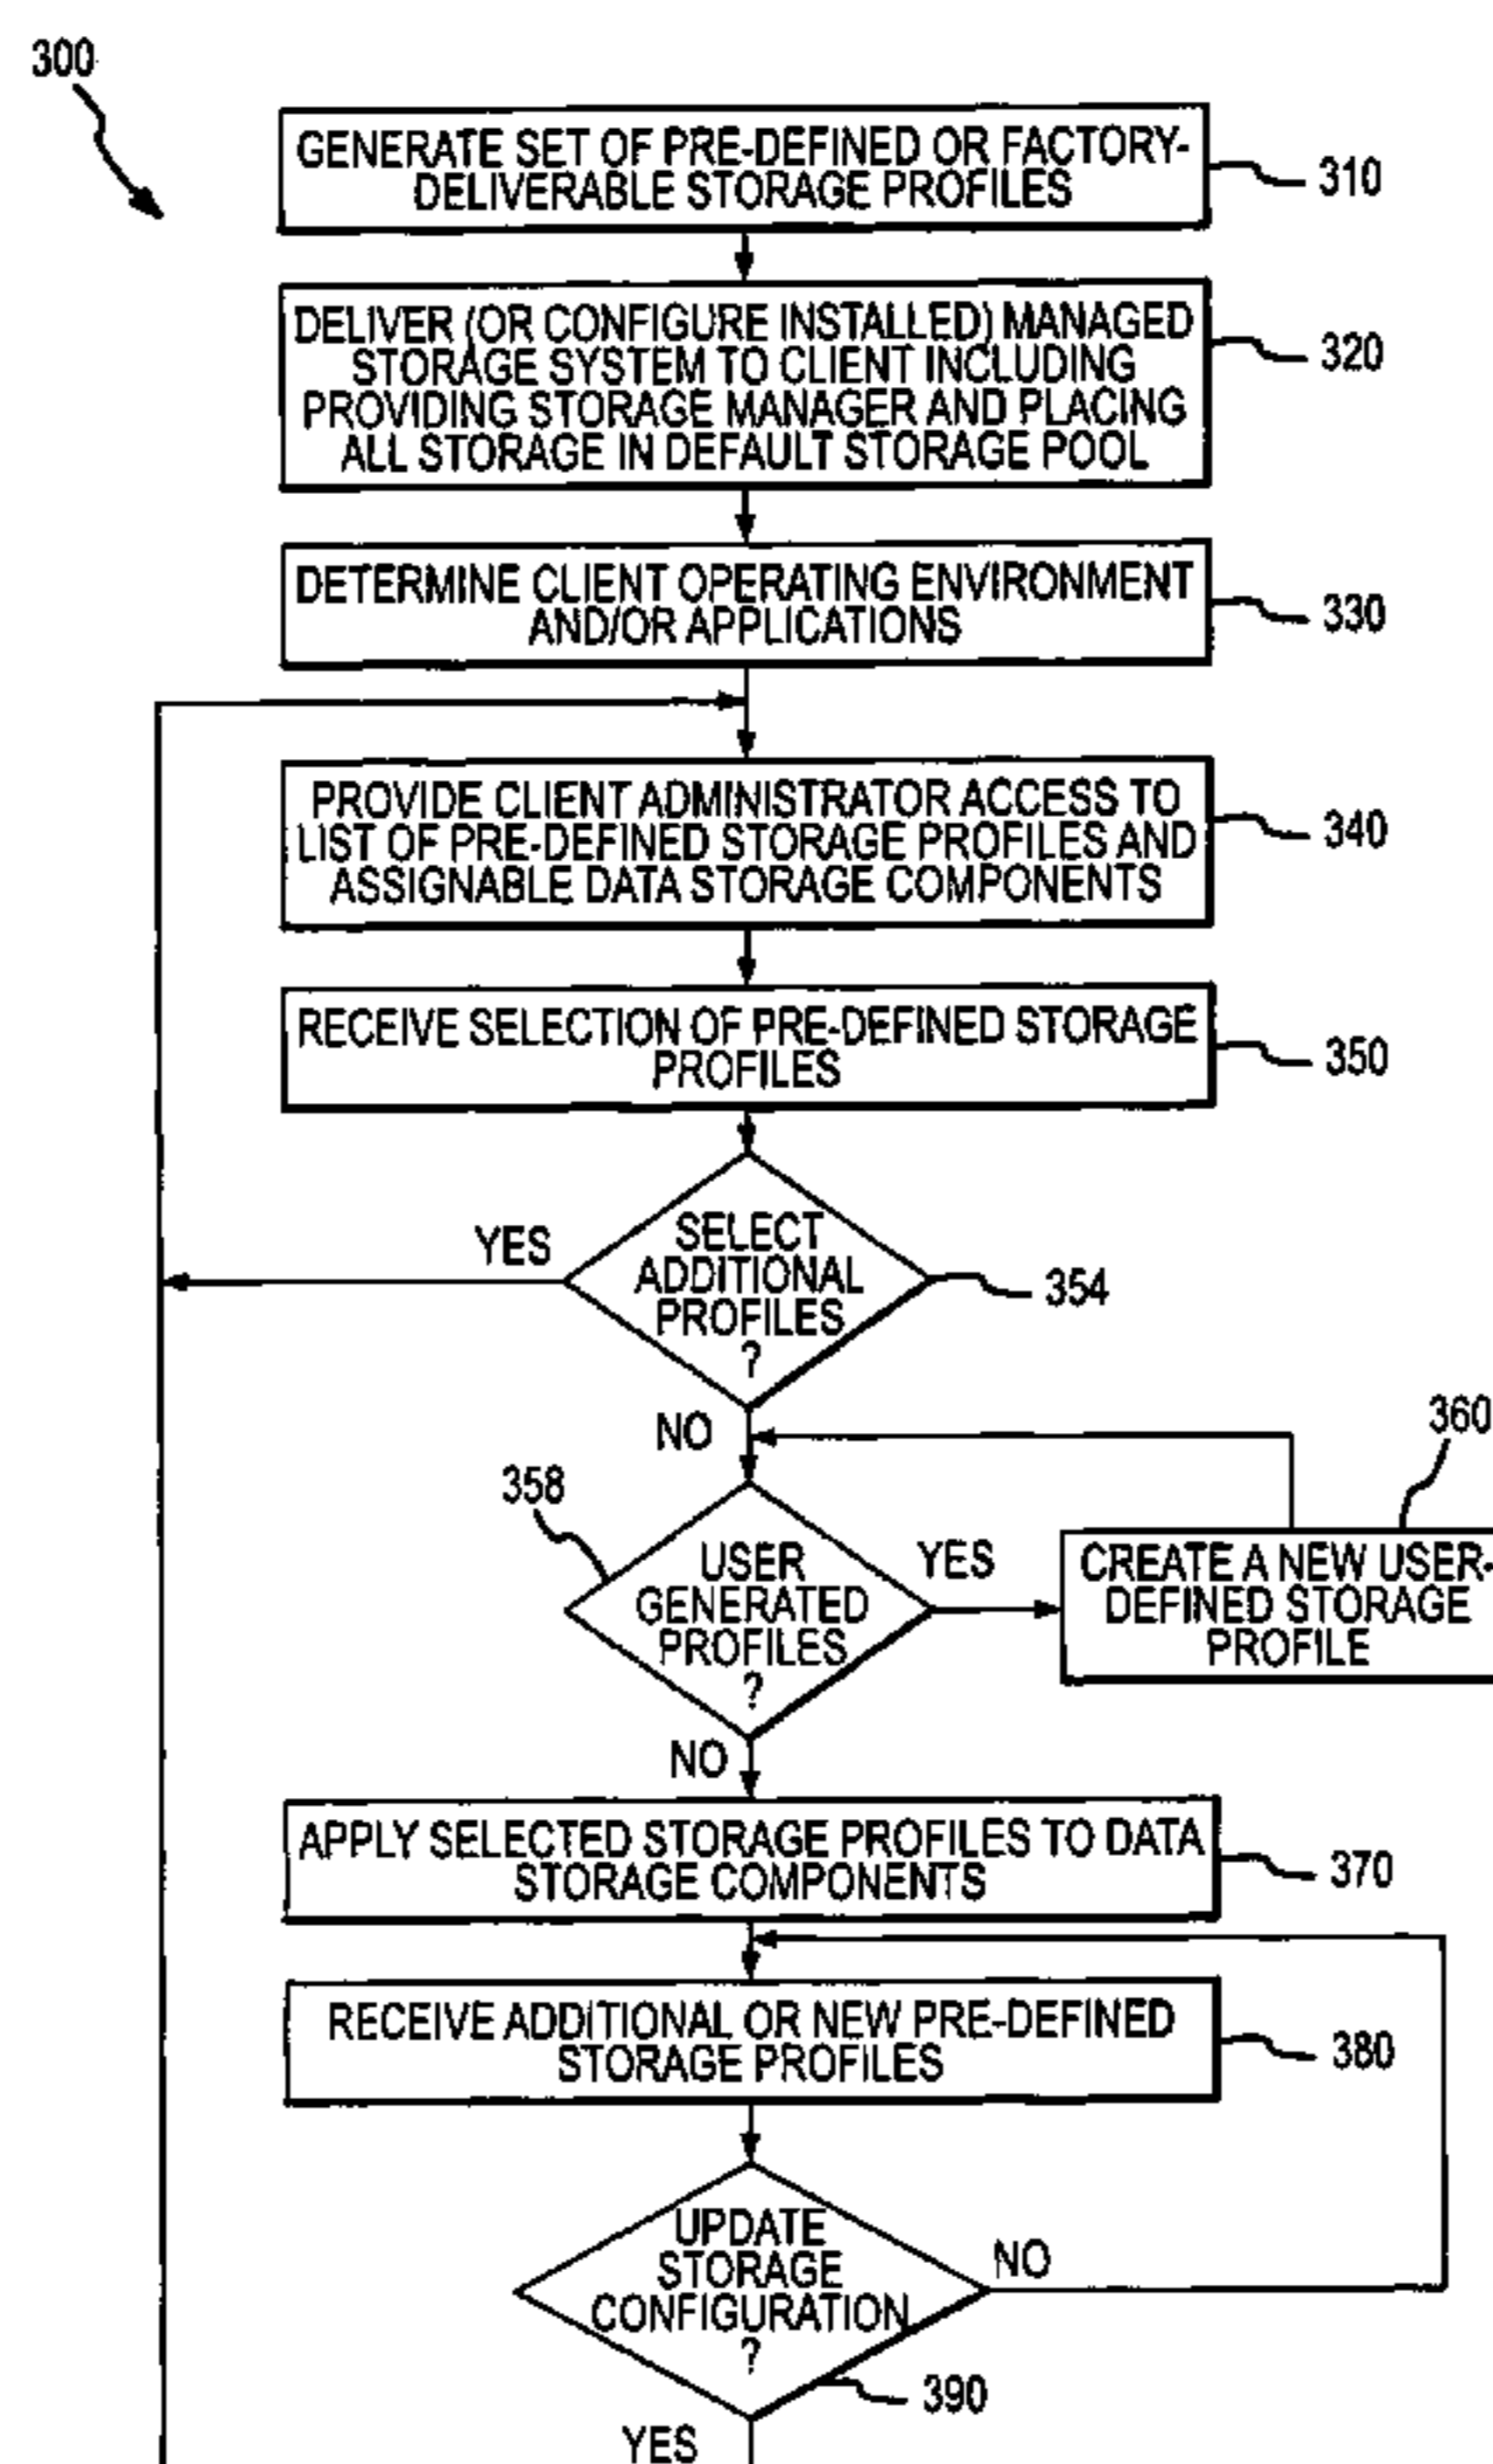 300
GENERATE SET OF PRE-DEFINED OR FACTORY-
DELIVERABLE STORAGE PROFILES
310
DELIVER (OR CONFIGURE INSTALLED) MANAGED
STORAGE SYSTEM TO CLIENT INCLUDING
PROVIDING STORAGE MANAGER AND PLACING
ALL STORAGE IN DEFAULT STORAGE POOL
320
DETERMINE CLIENT OPERATING ENVIRONMENT
AND/OR APPLICATIONS
330
PROVIDE CLIENT ADMINISTRATOR ACCESS TO
LIST OF PRE-DEFINED STORAGE PROFILES AND
ASSIGNABLE DATA STORAGE COMPONENTS
340
RECEIVE SELECTION OF PRE-DEFINED STORAGE
PROFILES
350
YES
SELECT
ADDITIONAL
PROFILES
?
354
NO
360
358
USER
GENERATED
PROFILES
?
YES
CREATE A NEW USER-
DEFINED STORAGE
PROFILE
NO
APPLY SELECTED STORAGE PROFILES TO DATA
STORAGE COMPONENTS
370
RECEIVE ADDITIONAL OR NEW PRE-DEFINED
STORAGE PROFILES
380
UPDATE
STORAGE
CONFIGURATION
?
NO
390
YES